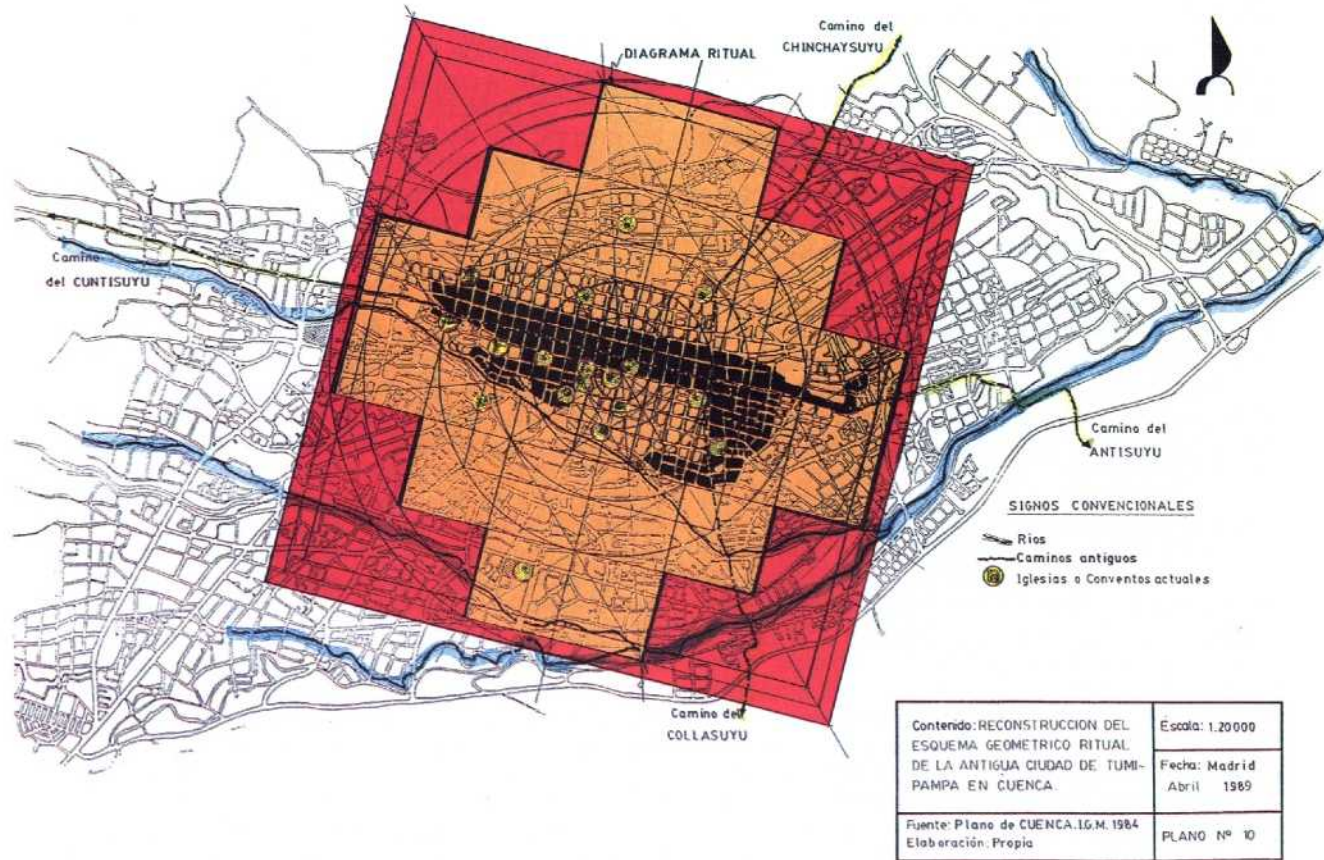 Camino del
CHINCHAYSUYU
DIAGRAMA RITUAL
Camino
del CUNTISUYU
Camino del
ANTISUYU
SIGNOS CONVENCIONALES
Rios
Caminos antiguos
Iglesias o Conventos actuales
Camino del
COLLASUYU
Contenido: RECONSTRUCCION DEL
ESQUEMA GEOMETRICO RITUAL
DE LA ANTIGUA CIUDAD DE TUMI-
PAMPA EN CUENCA.
Escala: 1.20000
Fecha: Madrid
Abril 1989
Fuente: Plano de CUENCA.I.G.M. 1984
Elaboración: Propia
PLANO Nº 10